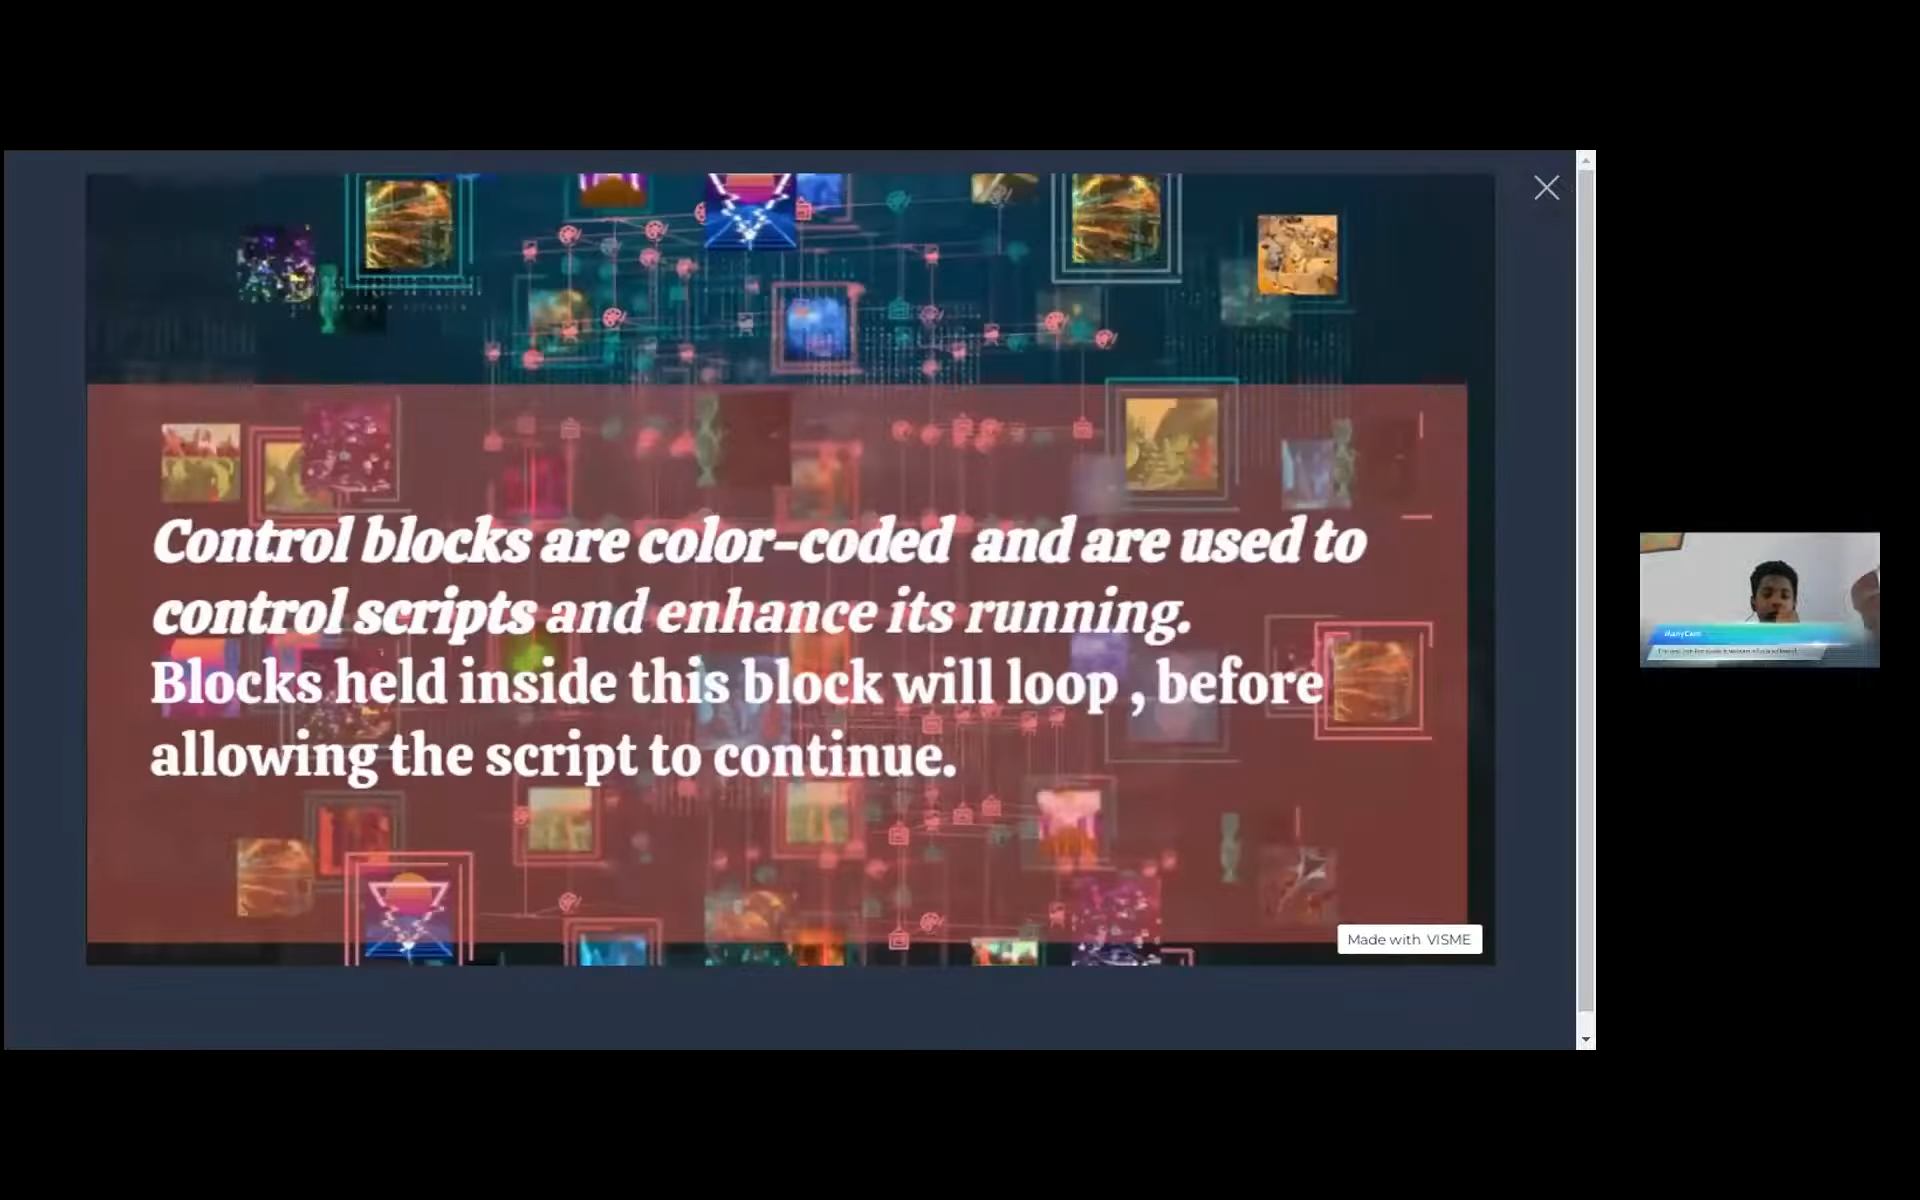 Control blocks are color-coded and are used to
control scripts and enhance its running.
Blocks held inside this block will loop , before
allowing the script to continue.
Made with VISME
ManyCam